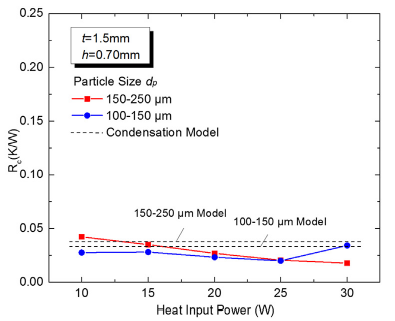 0.25
0.20
0.15
0.10
0.05
0.00
R_c(K/W)
t=1.5mm
h=0.70mm
Particle Size d_p
150-250 µm
100-150 µm
Condensation Model
150-250 µm Model
100-150 µm Model
10 15 20 25 30
Heat Input Power (W)